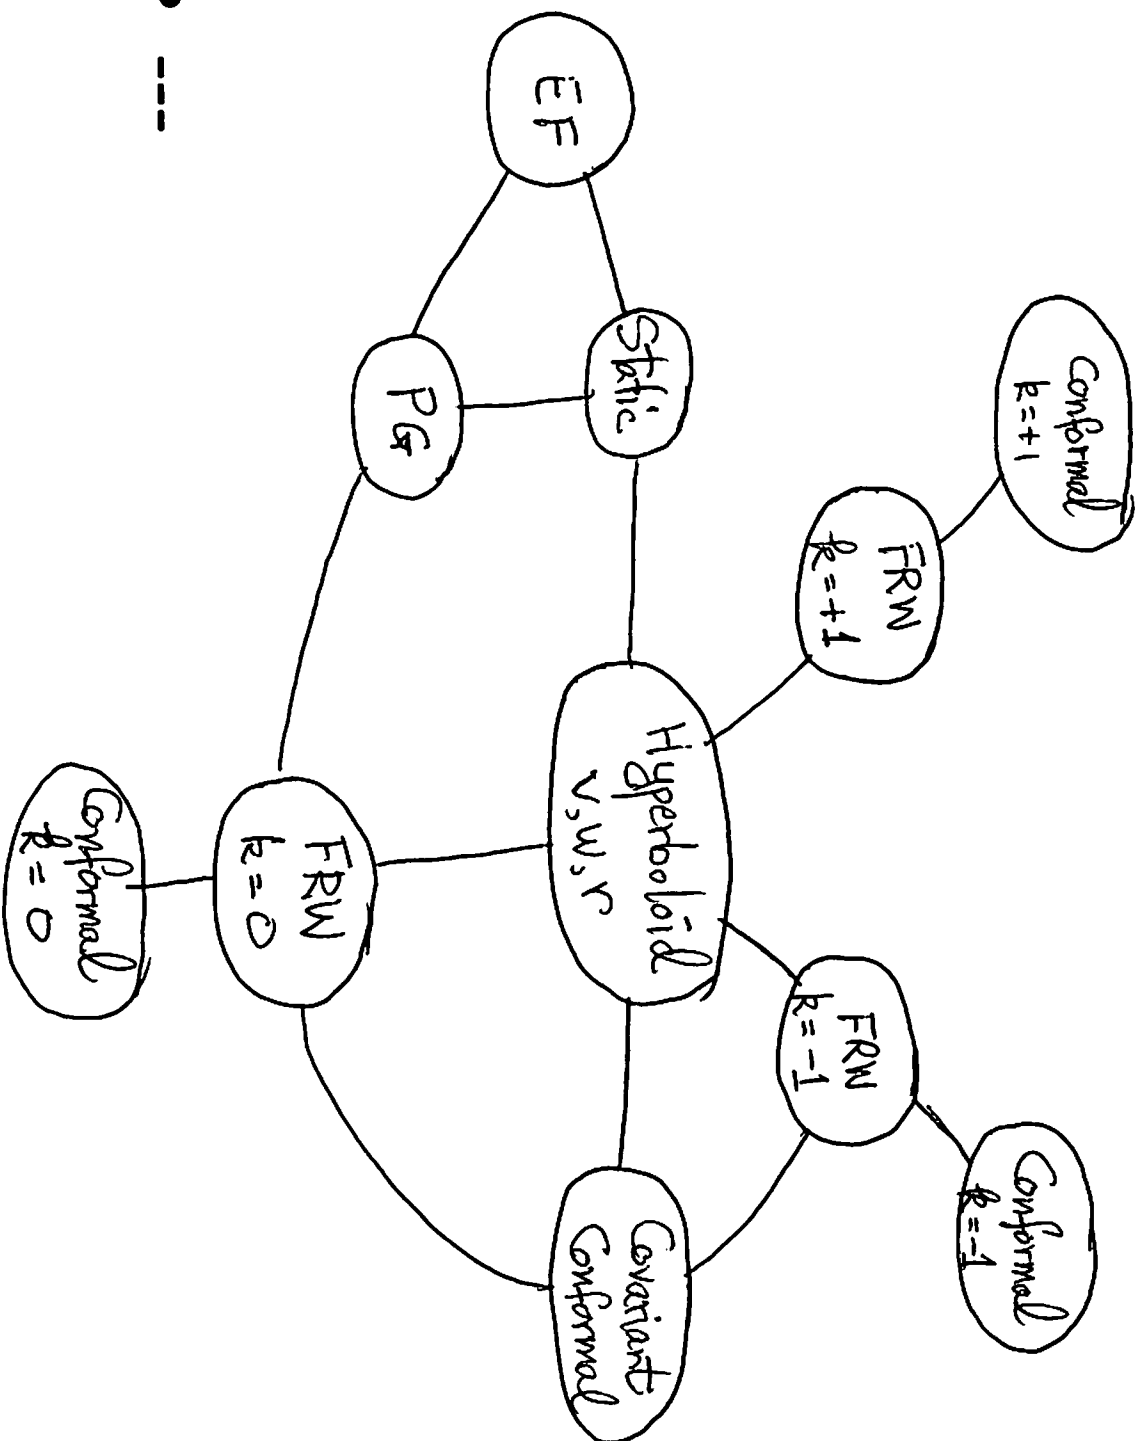 Conformal
k=+1
FRW
k=+1
FRW
k=-1
Conformal
k=-1
EF
Static
Hyperboloid
v,w,r
Covariant
Conformal
PG
FRW
k=0
Conformal
k=0